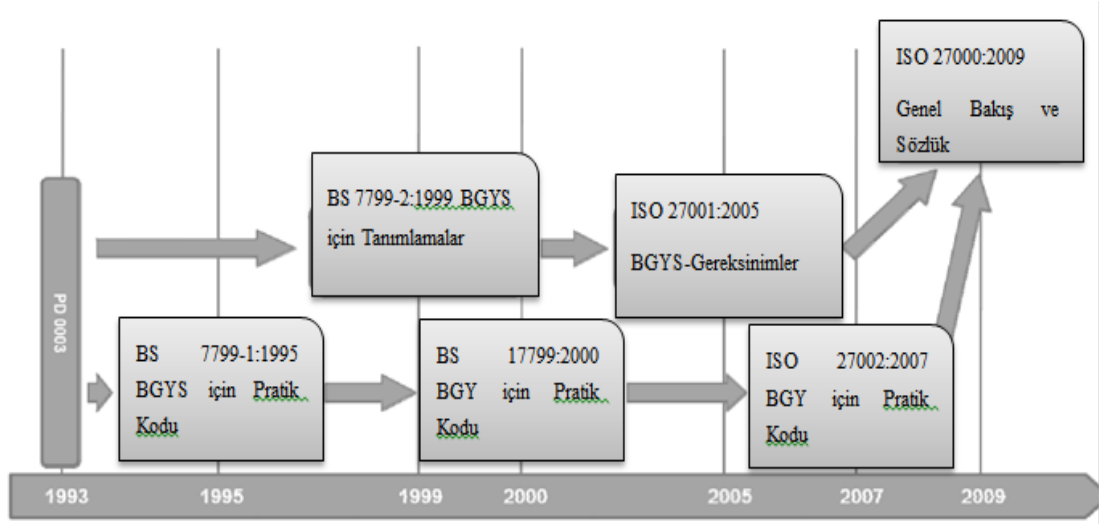 ISO 27000:2009
Genel Bakış ve
Sözlük
BS 7799-2:1999 BGYS
için Tanımlamalar
ISO 27001:2005
BGYS-Gereksinimler
PD 0003
BS 7799-1:1995
BGYS için Pratik
Kodu
BS 17799:2000
BGY için Pratik
Kodu
ISO 27002:2007
BGY için Pratik
Kodu
1993 1995 1999 2000 2005 2007 2009